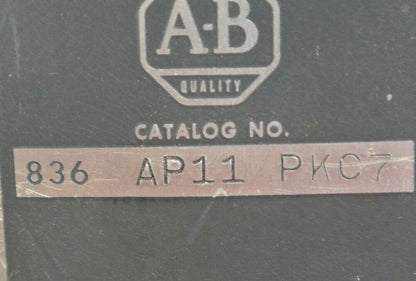 A-B
QUALITY
CATALOG NO.
836 AP11 PKC7